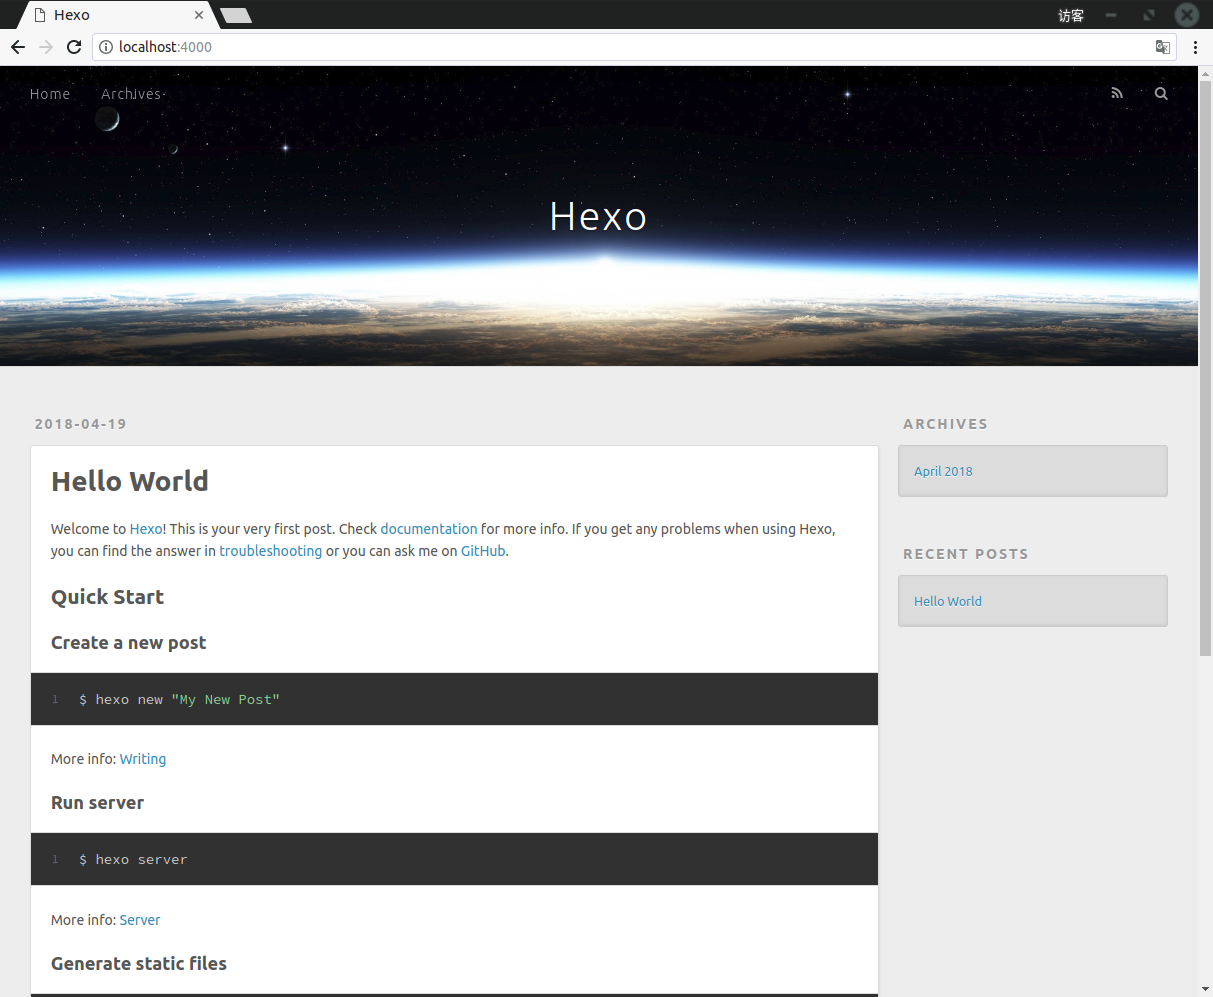 Hexo
访客
localhost:4000
Home Archives
Hexo
2018-04-19
Hello World
Welcome to Hexo! This is your very first post. Check documentation for more info. If you get any problems when using Hexo,
you can find the answer in troubleshooting or you can ask me on GitHub.
Quick Start
Create a new post
1 $ hexo new "My New Post"
More info: Writing
Run server
1 $ hexo server
More info: Server
Generate static files
ARCHIVES
April 2018
RECENT POSTS
Hello World